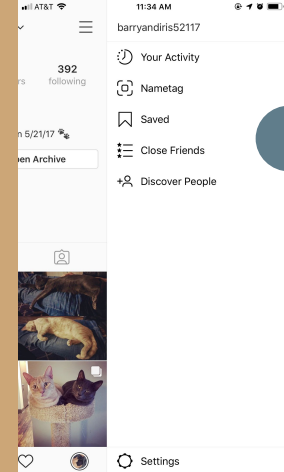 AT&T 11:34 AM
barryandiris52117
392
rs following
n 5/21/17
en Archive
Your Activity
Nametag
Saved
Close Friends
Discover People
Settings